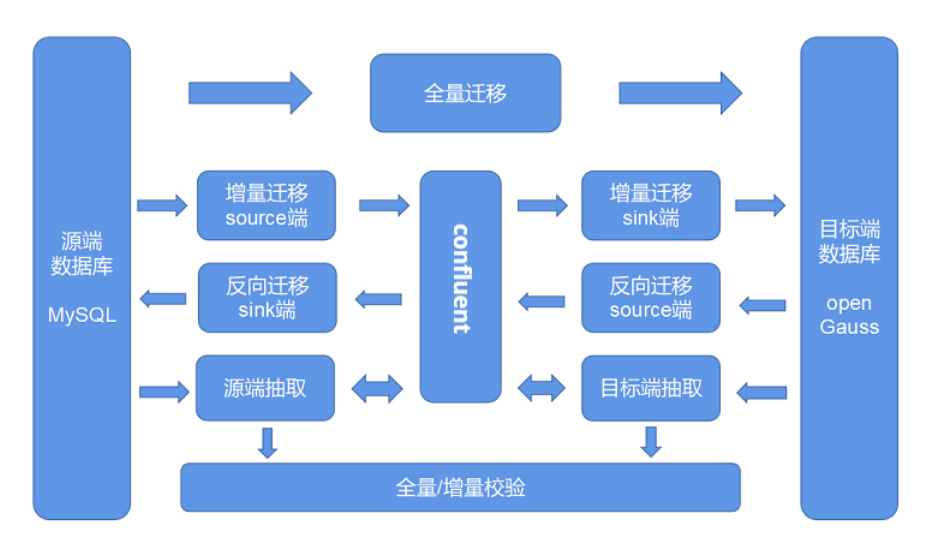 全量迁移
源端
数据库
MySQL
增量迁移
source端
反向迁移
sink端
源端抽取
confluent
增量迁移
sink端
反向迁移
source端
目标端抽取
目标端
数据库
open
Gauss
全量/增量校验